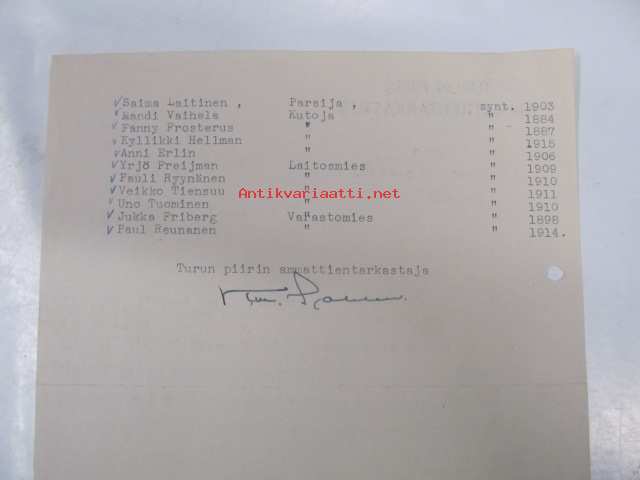 Saima Laitinen , Parsija , synt. 1903
Mandi Vaihela Kutoja " 1884
Fanny Frosterus " " 1887
Kyllikki Hellman " " 1915
Anni Erlin " " 1906
Yrjö Freijman Laitosmies " 1909
Pauli Ryynänen " " 1910
Veikko Tiensuu " " 1911
Antikvariaatti.net
Uno Tuominen " " 1910
Jukka Friberg Varastomies " 1898
Paul Reunanen " " 1914.
Turun piirin ammattientarkastaja